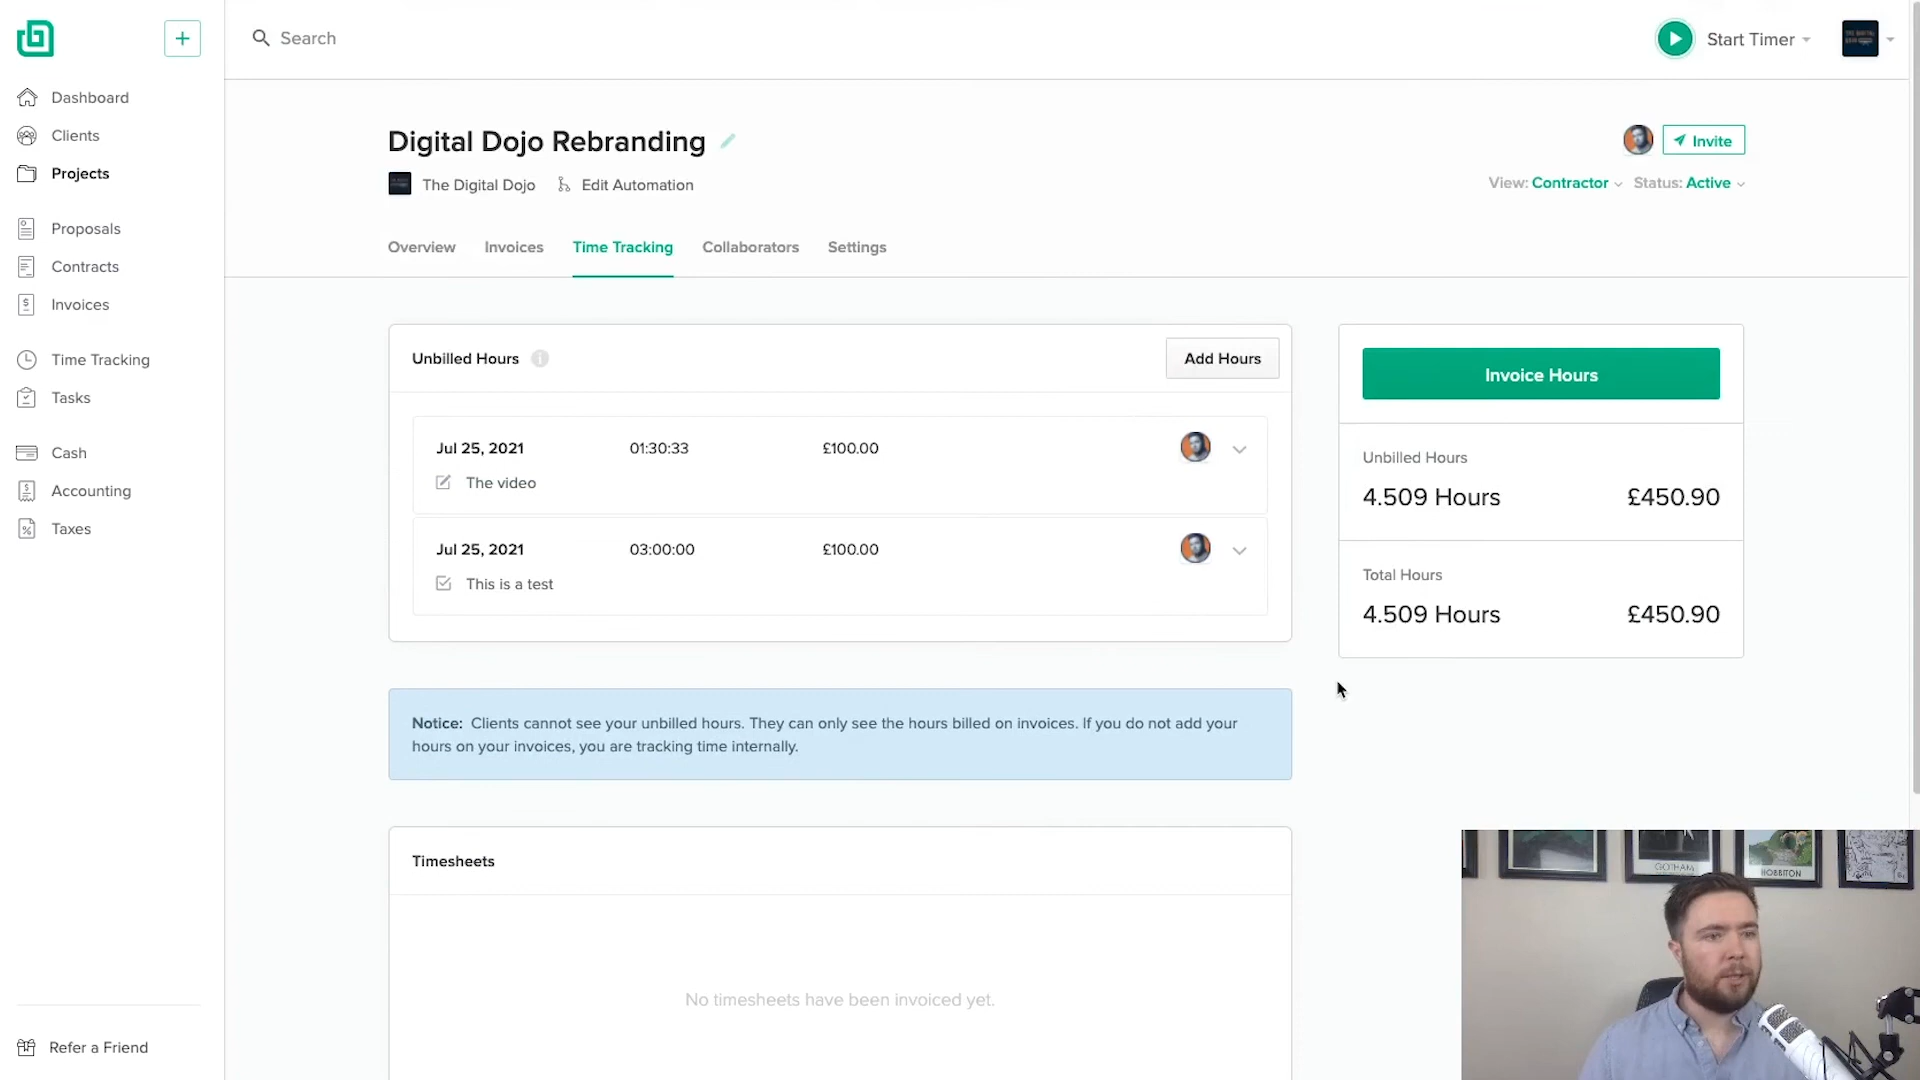 Search
Start Timer
Dashboard
Clients
Projects
Proposals
Contracts
Invoices
Time Tracking
Tasks
Cash
Accounting
Taxes
Refer a Friend
Digital Dojo Rebranding
The Digital Dojo
Edit Automation
Invite
View: Contractor
Status: Active
Overview
Invoices
Time Tracking
Collaborators
Settings
Unbilled Hours
Add Hours
Jul 25, 2021
01:30:33
£100.00
The video
Jul 25, 2021
03:00:00
£100.00
This is a test
Invoice Hours
Unbilled Hours
4.509 Hours
£450.90
Total Hours
4.509 Hours
£450.90
Notice: Clients cannot see your unbilled hours. They can only see the hours billed on invoices. If you do not add your
hours on your invoices, you are tracking time internally.
Timesheets
No timesheets have been invoiced yet.
GOTHAM
HOBBITON